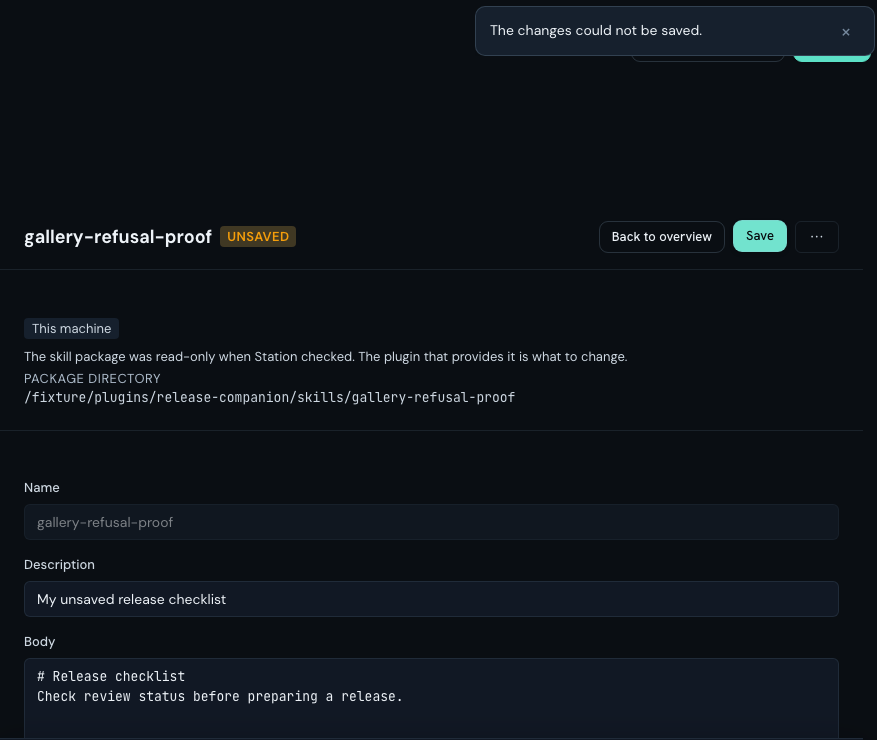 The changes could not be saved.
×
gallery-refusal-proof UNSAVED
Back to overview
Save
...
This machine
The skill package was read-only when Station checked. The plugin that provides it is what to change.
PACKAGE DIRECTORY
/fixture/plugins/release-companion/skills/gallery-refusal-proof
Name
gallery-refusal-proof
Description
My unsaved release checklist
Body
# Release checklist
Check review status before preparing a release.